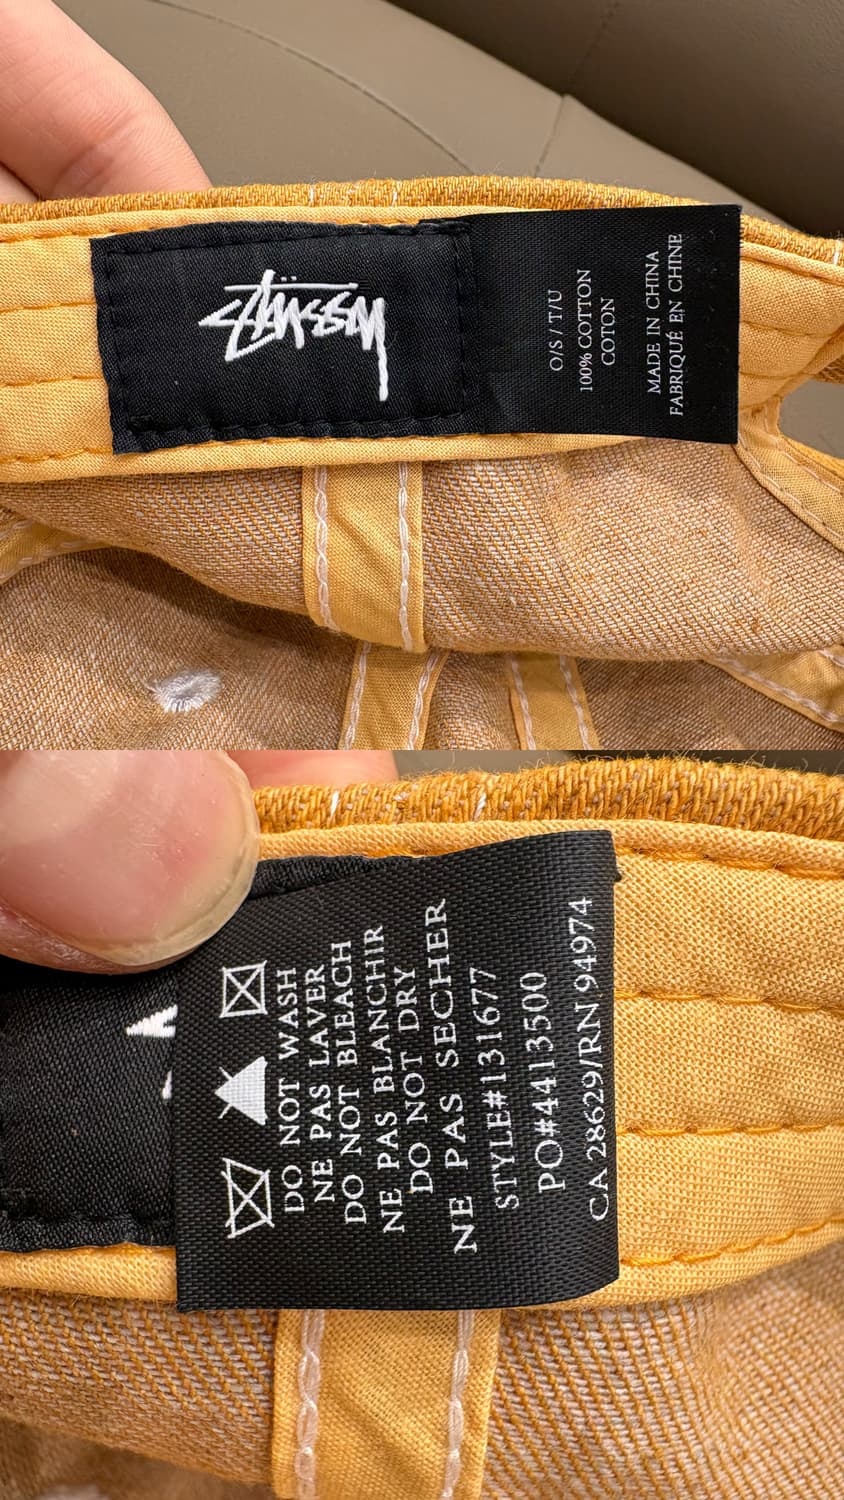 Stüssy
O/S / T/U
100% COTTON
COTON
MADE IN CHINA
FABRIQUÉ EN CHINE
DO NOT WASH
NE PAS LAVER
DO NOT BLEACH
NE PAS BLANCHIR
DO NOT DRY
NE PAS SECHER
STYLE#131677
PO#4413500
CA 28629/RN 94974